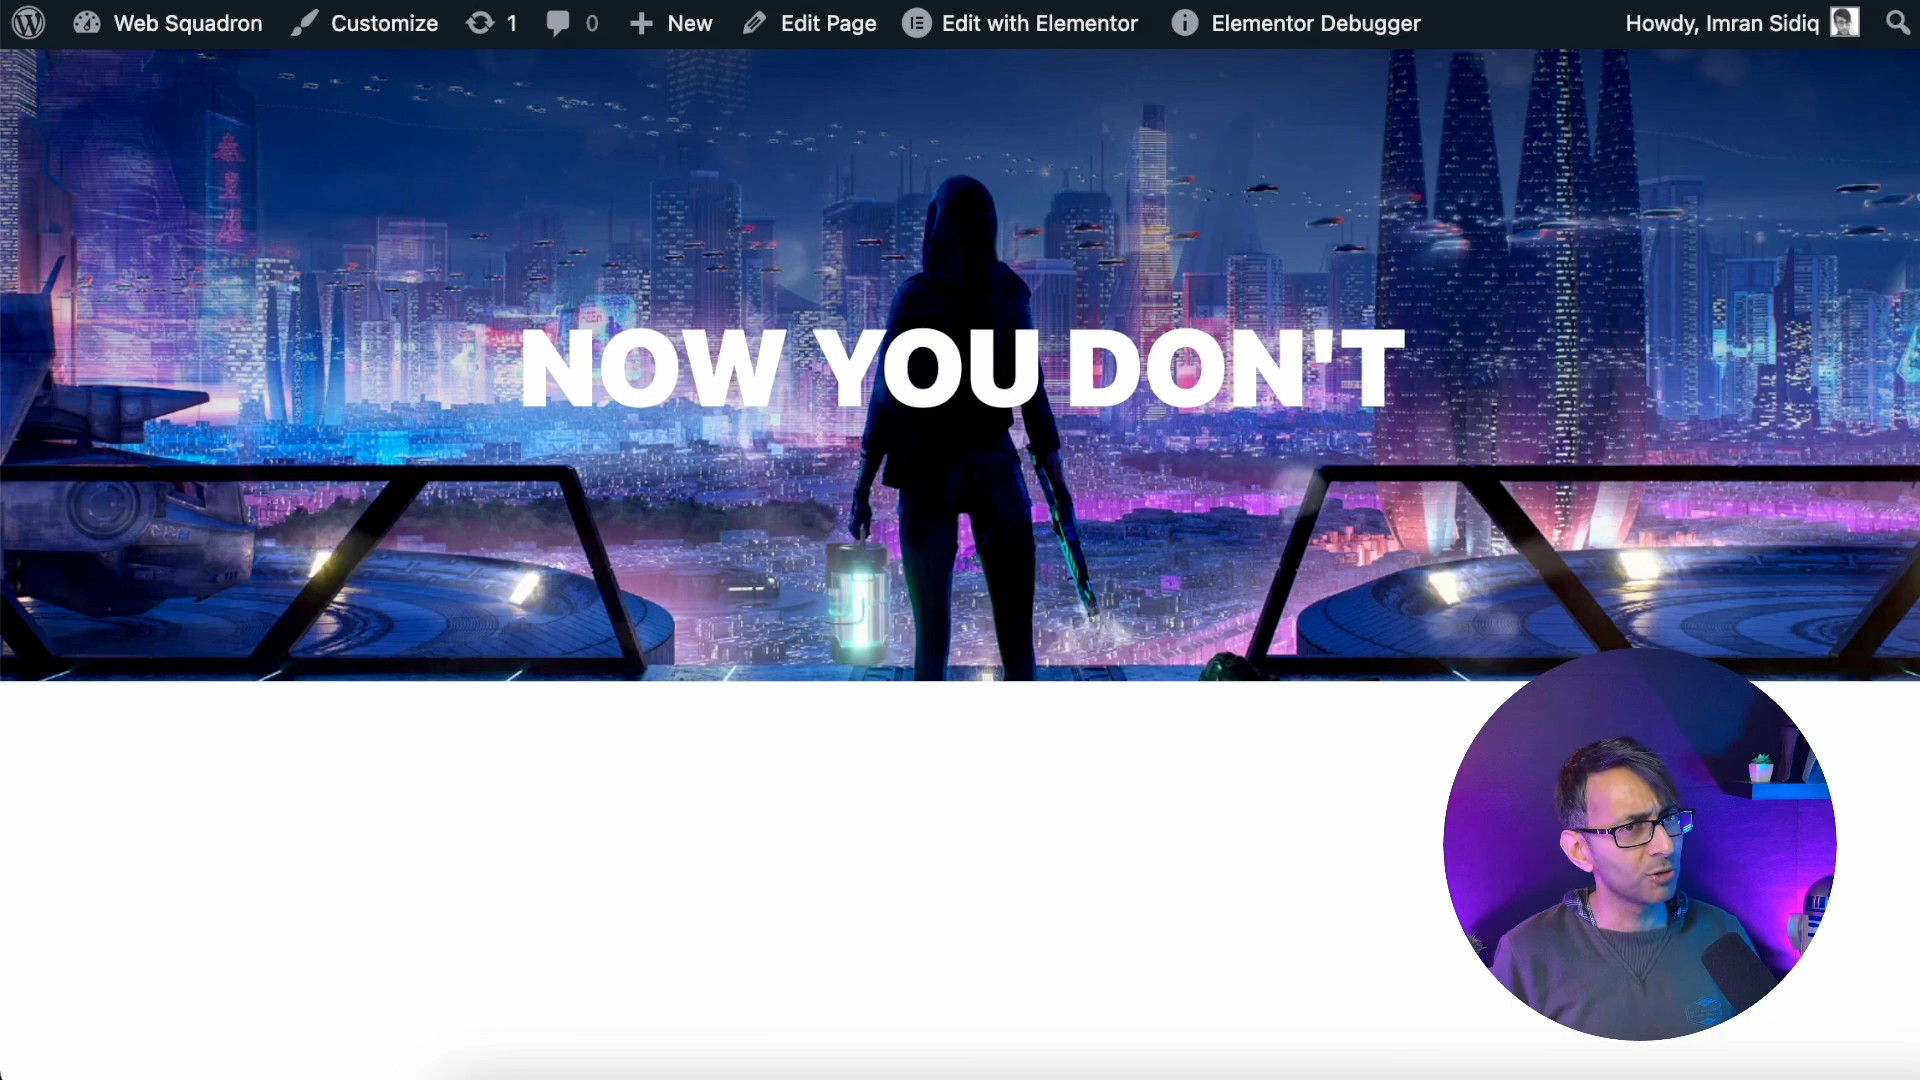 Web Squadron Customize 1 0 New Edit Page Edit with Elementor Elementor Debugger Howdy, Imran Sidiq
NOW YOU DON'T